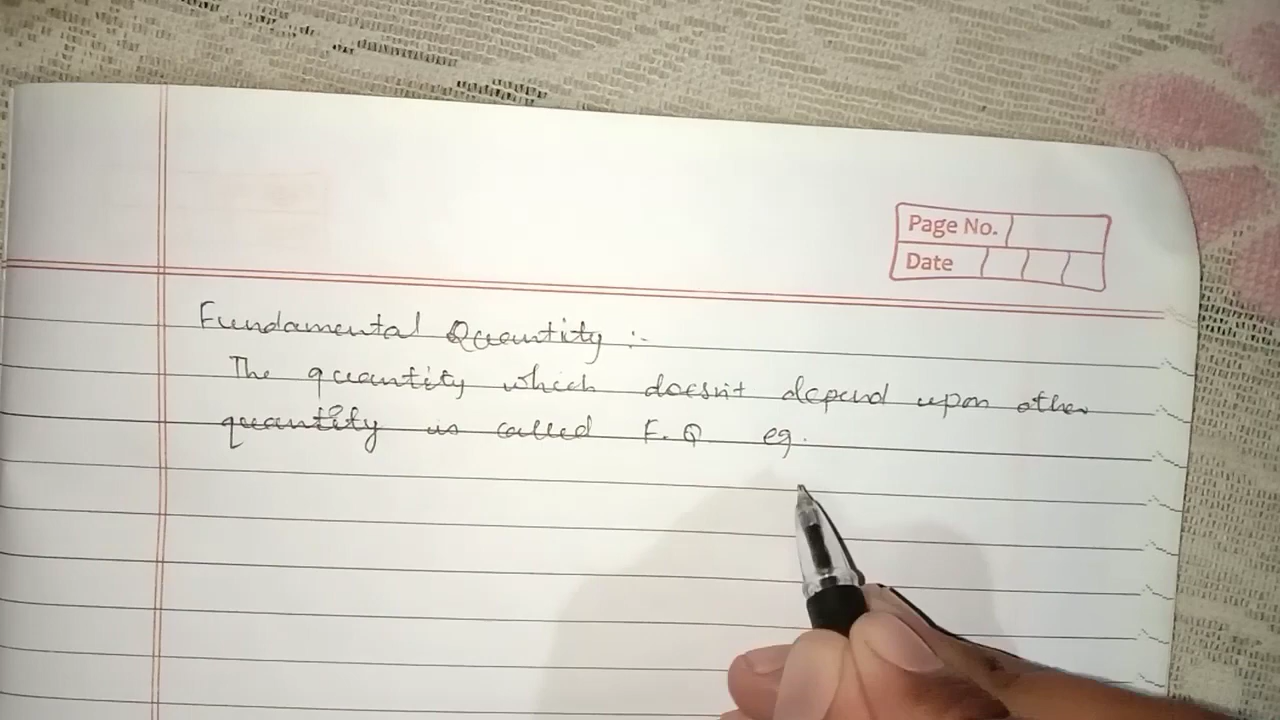 Page No.
Date
Fundamental Quantity :-
The quantity which doesn't depend upon other
quantity is called F.Q eg.